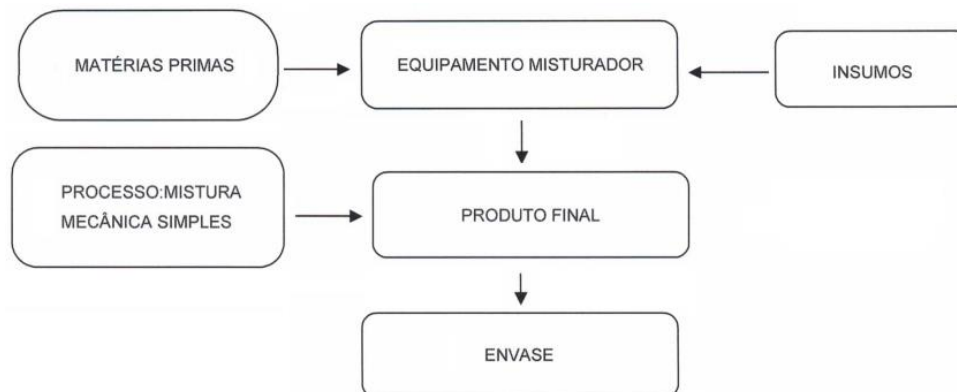 MATÉRIAS PRIMAS
EQUIPAMENTO MISTURADOR
INSUMOS
PROCESSO:MISTURA
MECÂNICA SIMPLES
PRODUTO FINAL
ENVASE